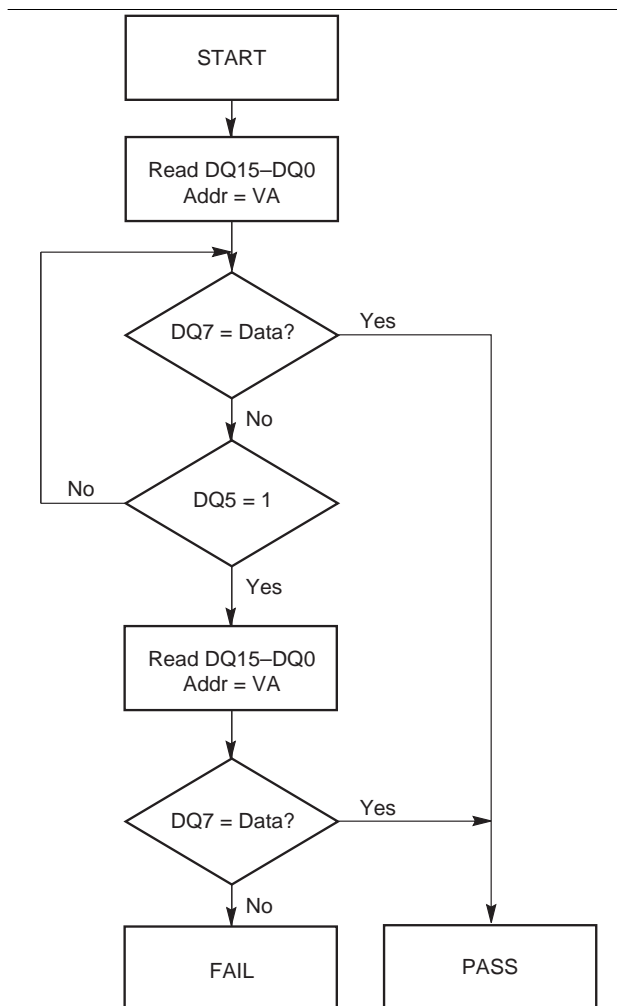 START
Read DQ15–DQ0
Addr = VA
DQ7 = Data?
Yes
No
No
DQ5 = 1
Yes
Read DQ15–DQ0
Addr = VA
DQ7 = Data?
Yes
No
FAIL
PASS